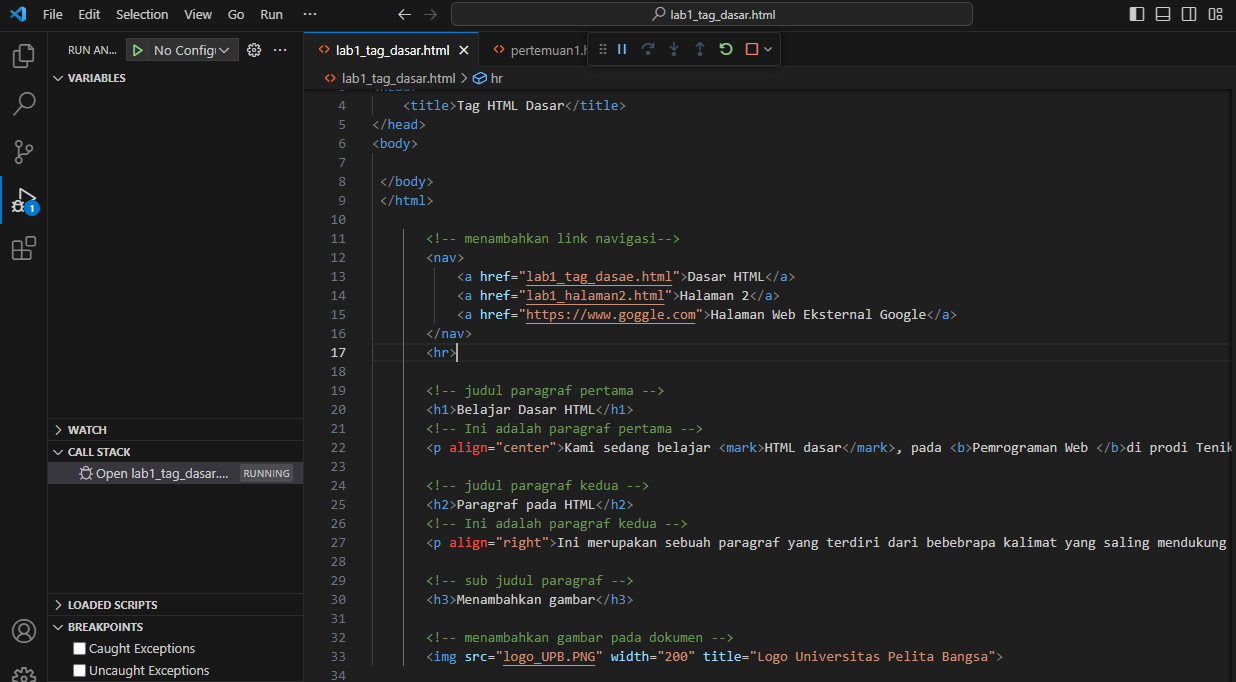 File Edit Selection View Go Run ··· lab1_tag_dasar.html
RUN AN... No Config
lab1_tag_dasar.html pertemuan1.h
VARIABLES
lab1_tag_dasar.html > hr
4 <title>Tag HTML Dasar</title>
5 </head>
6 <body>
7
8 </body>
9 </html>
10
11 <!-- menambahkan link navigasi-->
12 <nav>
13 <a href="lab1_tag_dasae.html">Dasar HTML</a>
14 <a href="lab1_halaman2.html">Halaman 2</a>
15 <a href="https://www.goggle.com">Halaman Web Eksternal Google</a>
16 </nav>
17 <hr>
18
19 <!-- judul paragraf pertama -->
20 <h1>Belajar Dasar HTML</h1>
21 <!-- Ini adalah paragraf pertama -->
22 <p align="center">Kami sedang belajar <mark>HTML dasar</mark>, pada <b>Pemrograman Web </b>di prodi Tenik
23
24 <!-- judul paragraf kedua -->
25 <h2>Paragraf pada HTML</h2>
26 <!-- Ini adalah paragraf kedua -->
27 <p align="right">Ini merupakan sebuah paragraf yang terdiri dari bebebrapa kalimat yang saling mendukung
28
29 <!-- sub judul paragraf -->
30 <h3>Menambahkan gambar</h3>
31
32 <!-- menambahkan gambar pada dokumen -->
33 <img src="logo_UPB.PNG" width="200" title="Logo Universitas Pelita Bangsa">
34
1
WATCH
CALL STACK
Open lab1_tag_dasar.... RUNNING
LOADED SCRIPTS
BREAKPOINTS
Caught Exceptions
Uncaught Exceptions